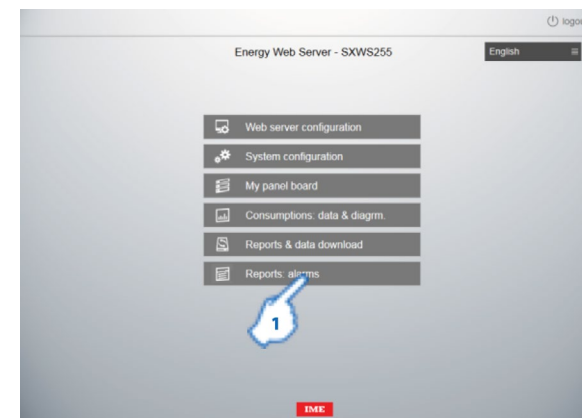 logou
Energy Web Server - SXWS255
English
Web server configuration
System configuration
My panel board
Consumptions: data & diagrm.
Reports & data download
Reports: alarms
1
IME